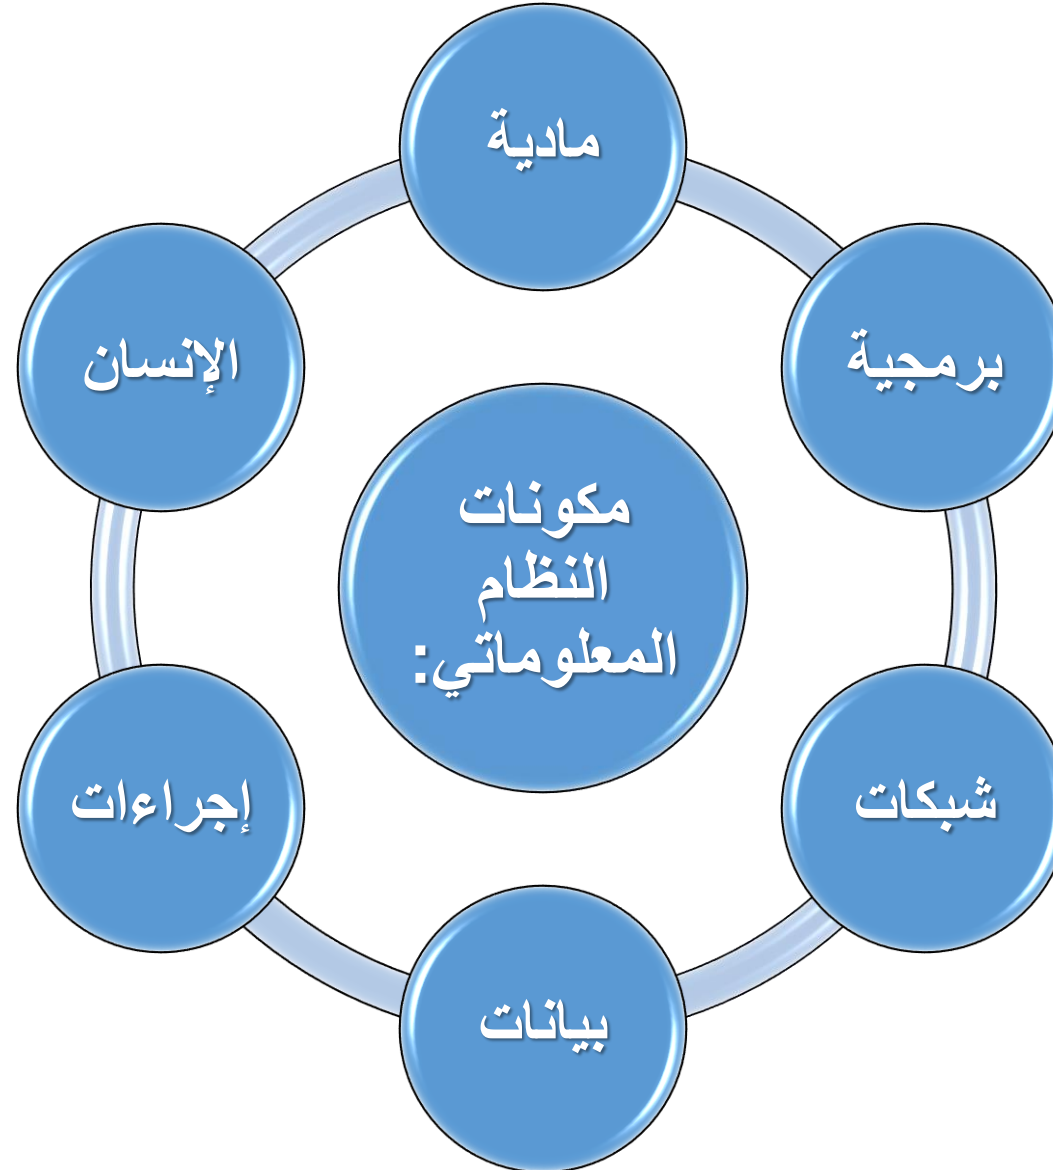 مادية
برمجية
شبكات
بيانات
إجراءات
الإنسان
مكونات
النظام
المعلوماتي: